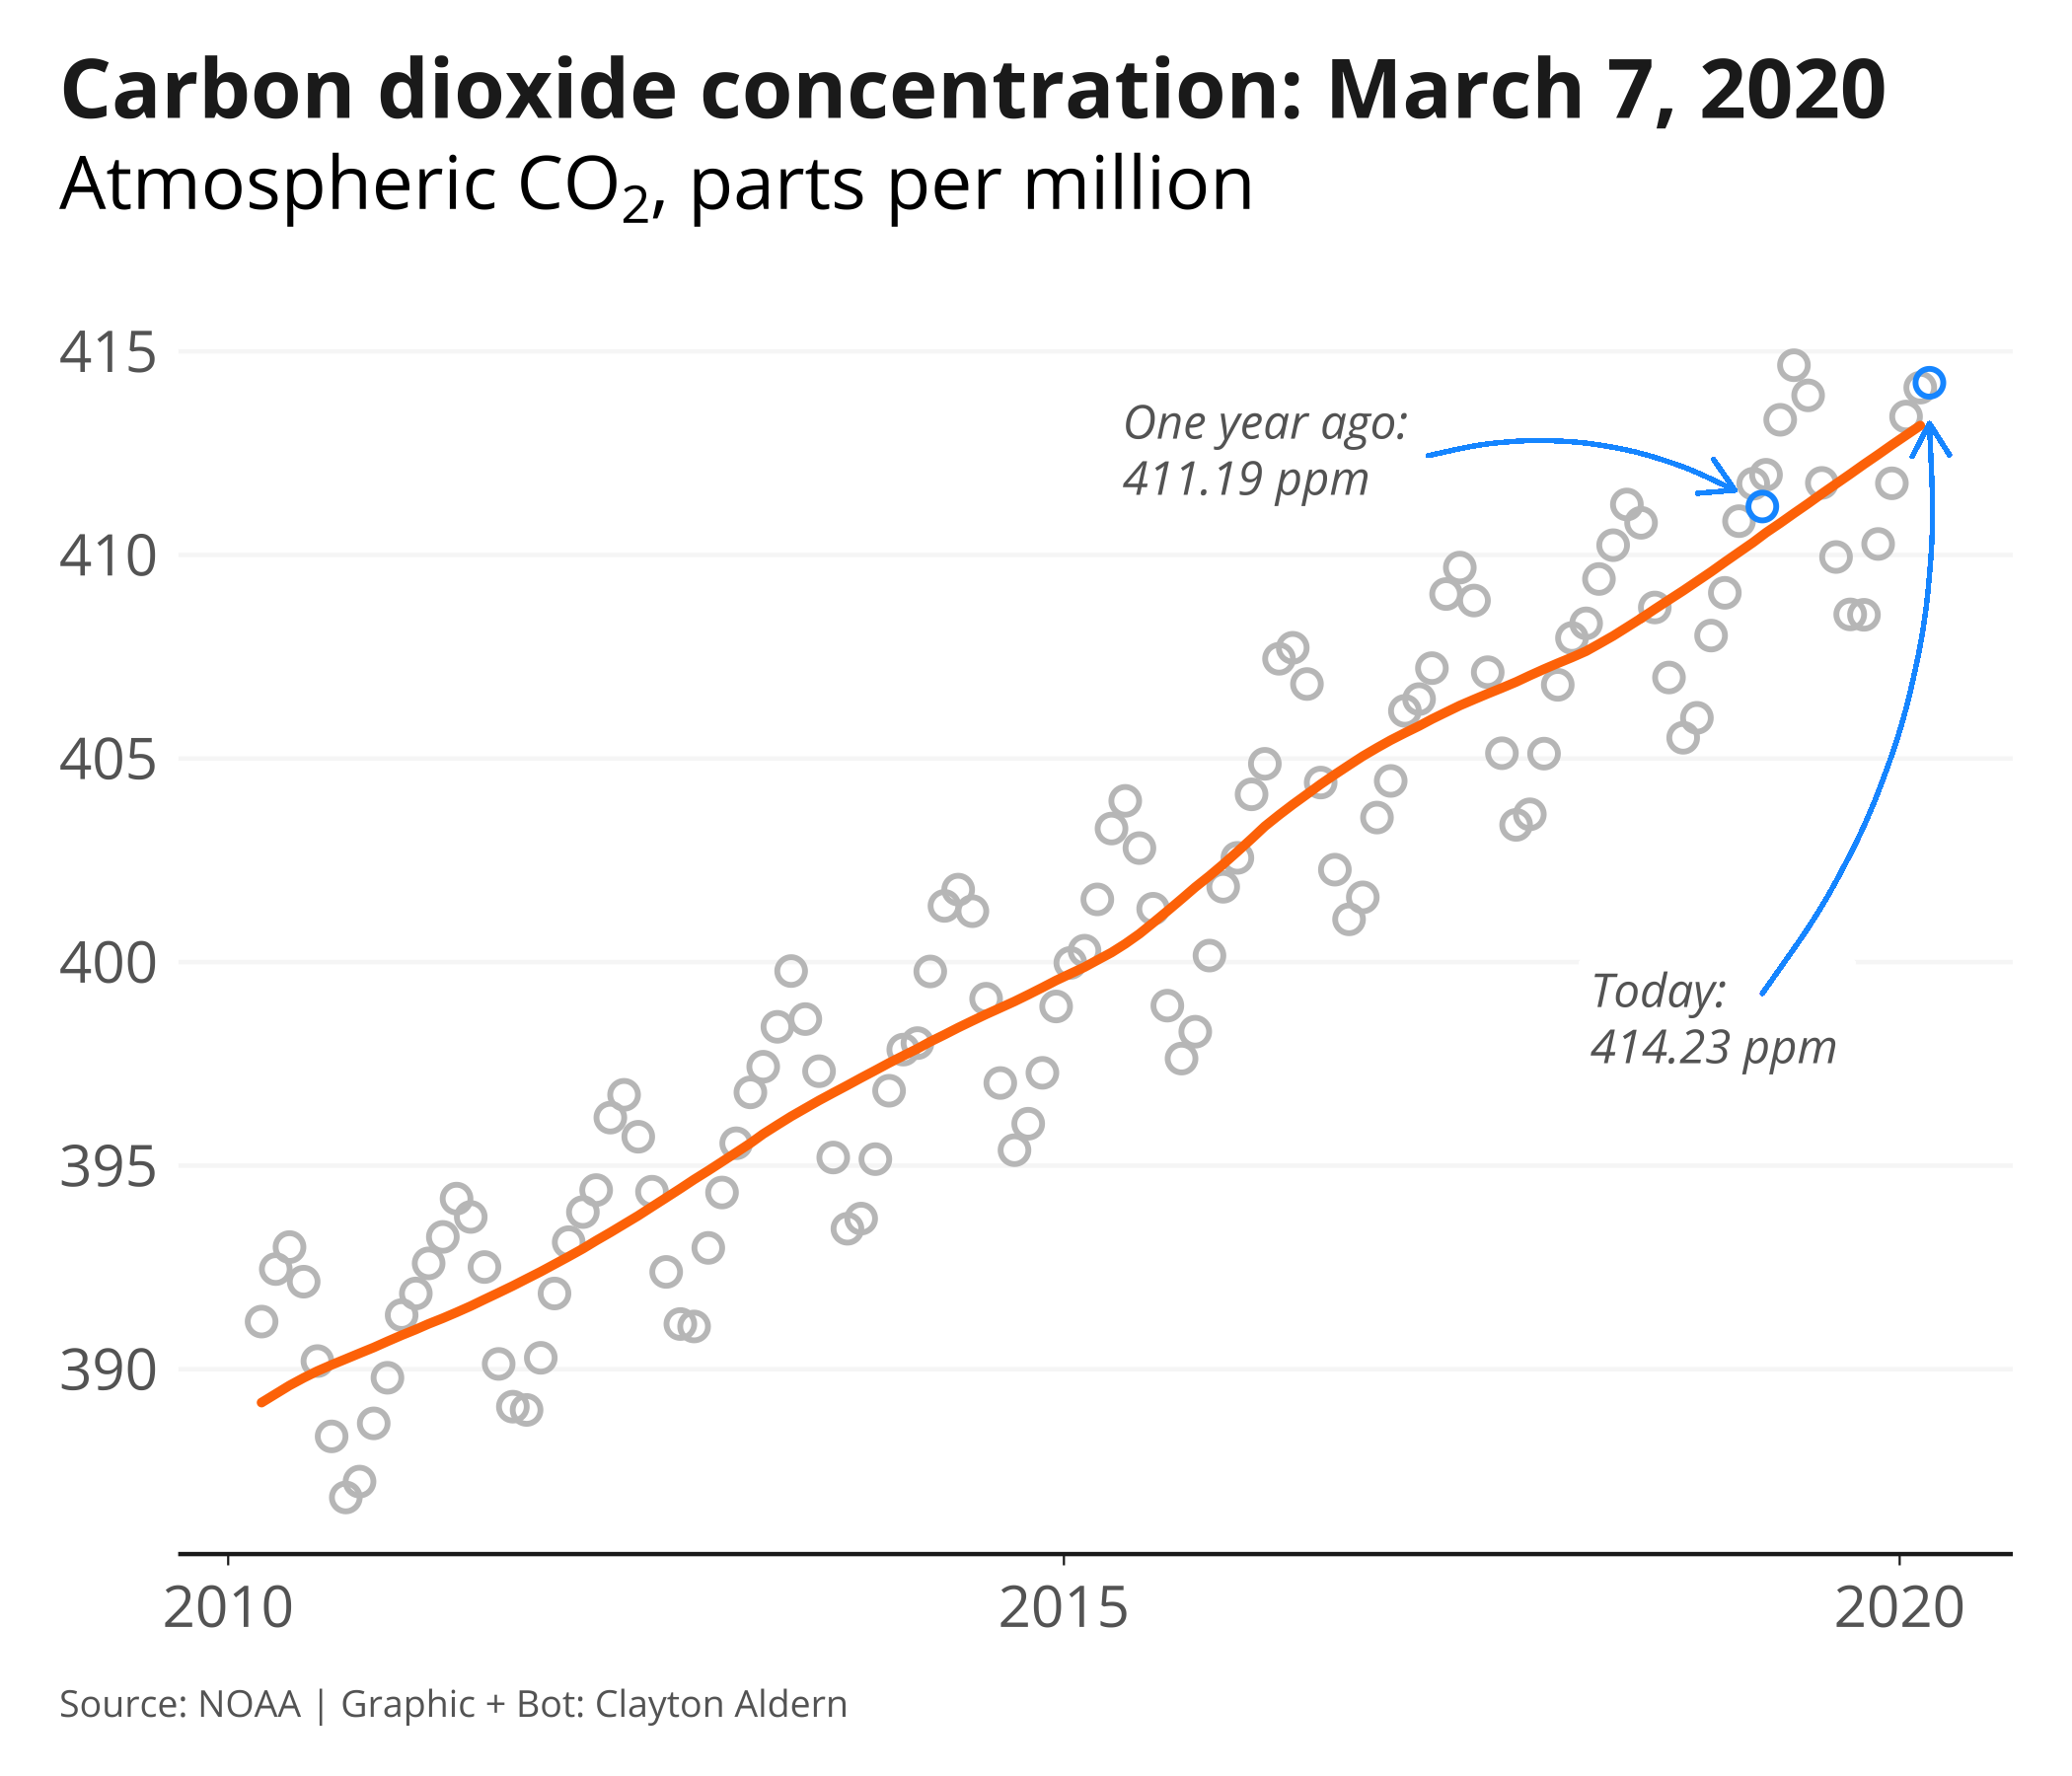 Carbon dioxide concentration: March 7, 2020
Atmospheric CO₂, parts per million
415
One year ago:
411.19 ppm
410
405
400
Today:
414.23 ppm
395
390
2010 2015 2020
Source: NOAA | Graphic + Bot: Clayton Aldern